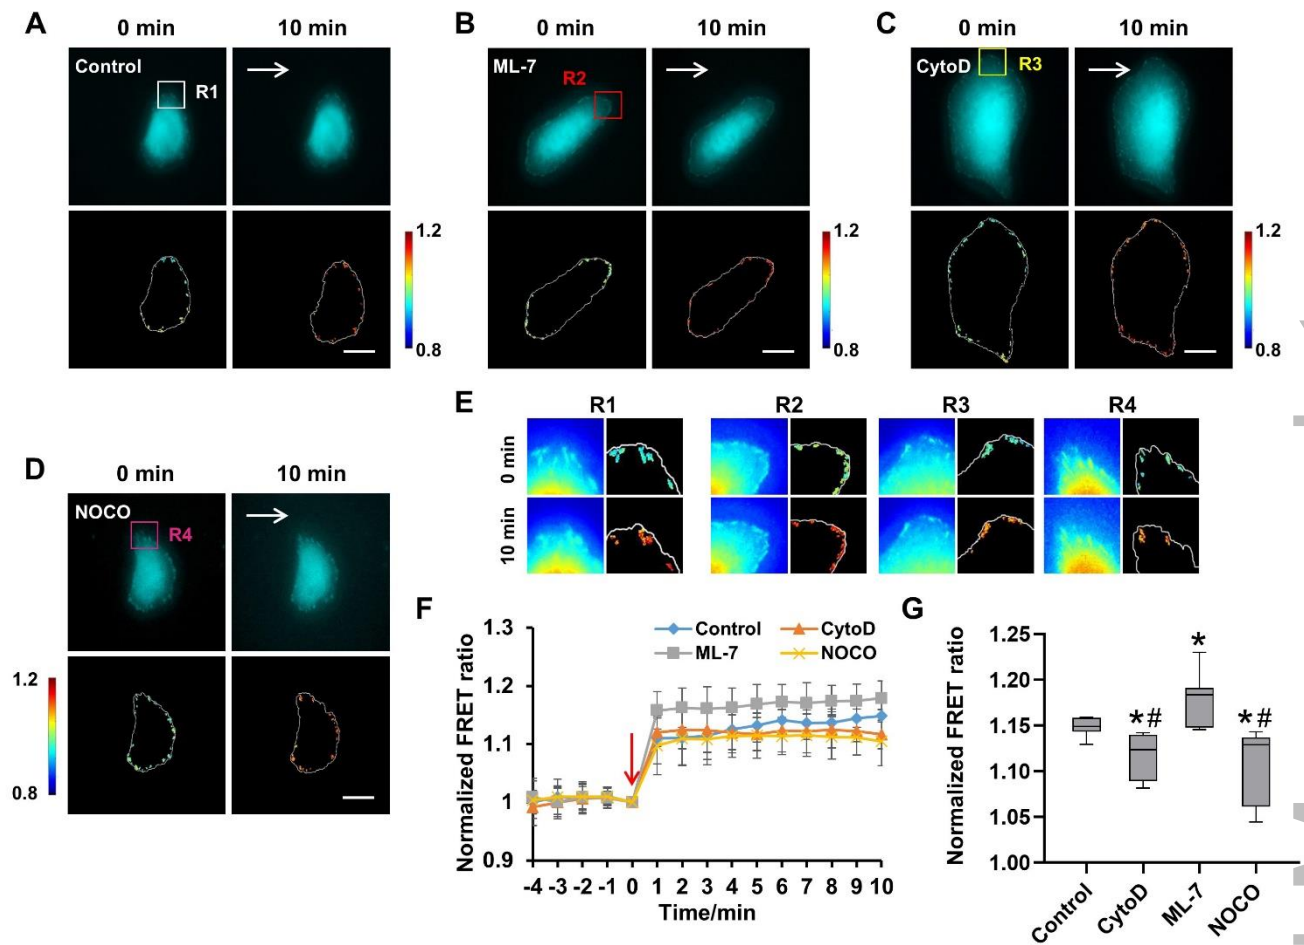 A
0 min
10 min
Control
R1
1.2
0.8
B
0 min
10 min
ML-7
R2
1.2
0.8
C
0 min
10 min
CytoD
R3
1.2
0.8
D
0 min
10 min
NOCO
R4
1.2
0.8
E
R1
R2
R3
R4
0 min
10 min
F
Normalized FRET ratio
1.3
1.2
1.1
1
0.9
Control
CytoD
ML-7
NOCO
-4 -3 -2 -1 0 1 2 3 4 5 6 7 8 9 10
Time/min
G
Normalized FRET ratio
1.25
1.20
1.15
1.10
1.05
1.00
*#
*
*#
Control
CytoD
ML-7
NOCO